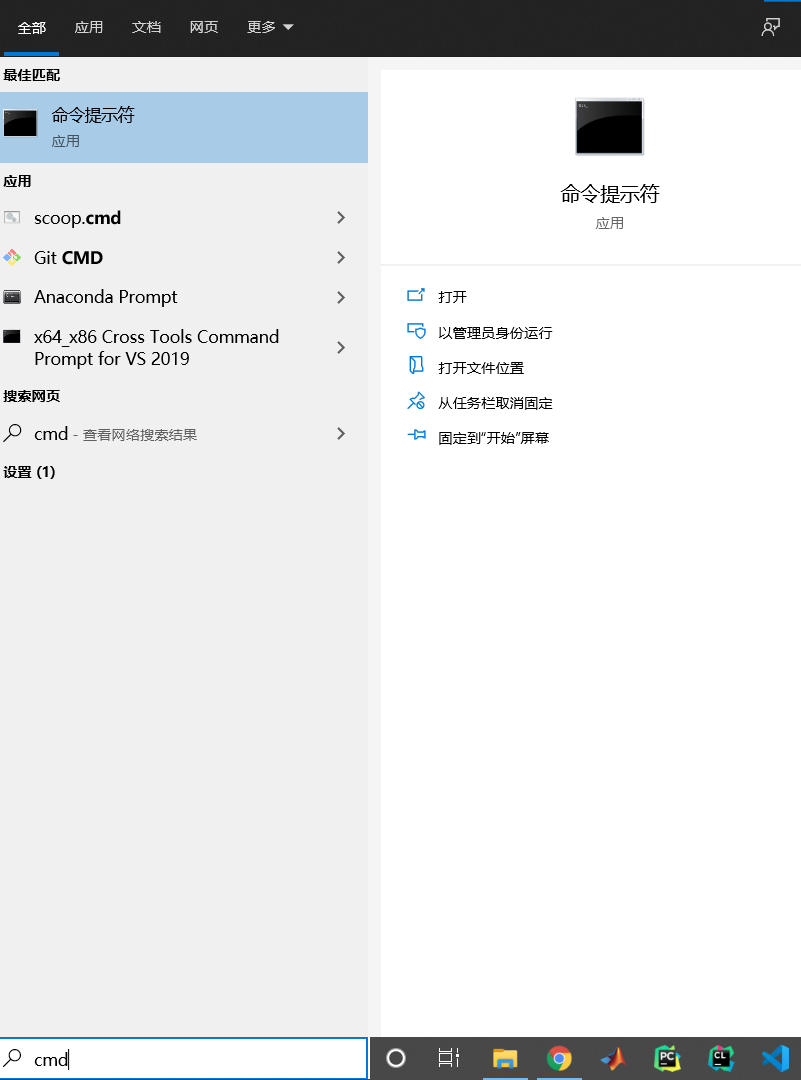 全部 应用 文档 网页 更多
最佳匹配
命令提示符
应用
应用
scoop.cmd
Git CMD
Anaconda Prompt
x64_x86 Cross Tools Command
Prompt for VS 2019
搜索网页
cmd - 查看网络搜索结果
设置 (1)
命令提示符
应用
打开
以管理员身份运行
打开文件位置
从任务栏取消固定
固定到“开始”屏幕
cmd
PC
CL